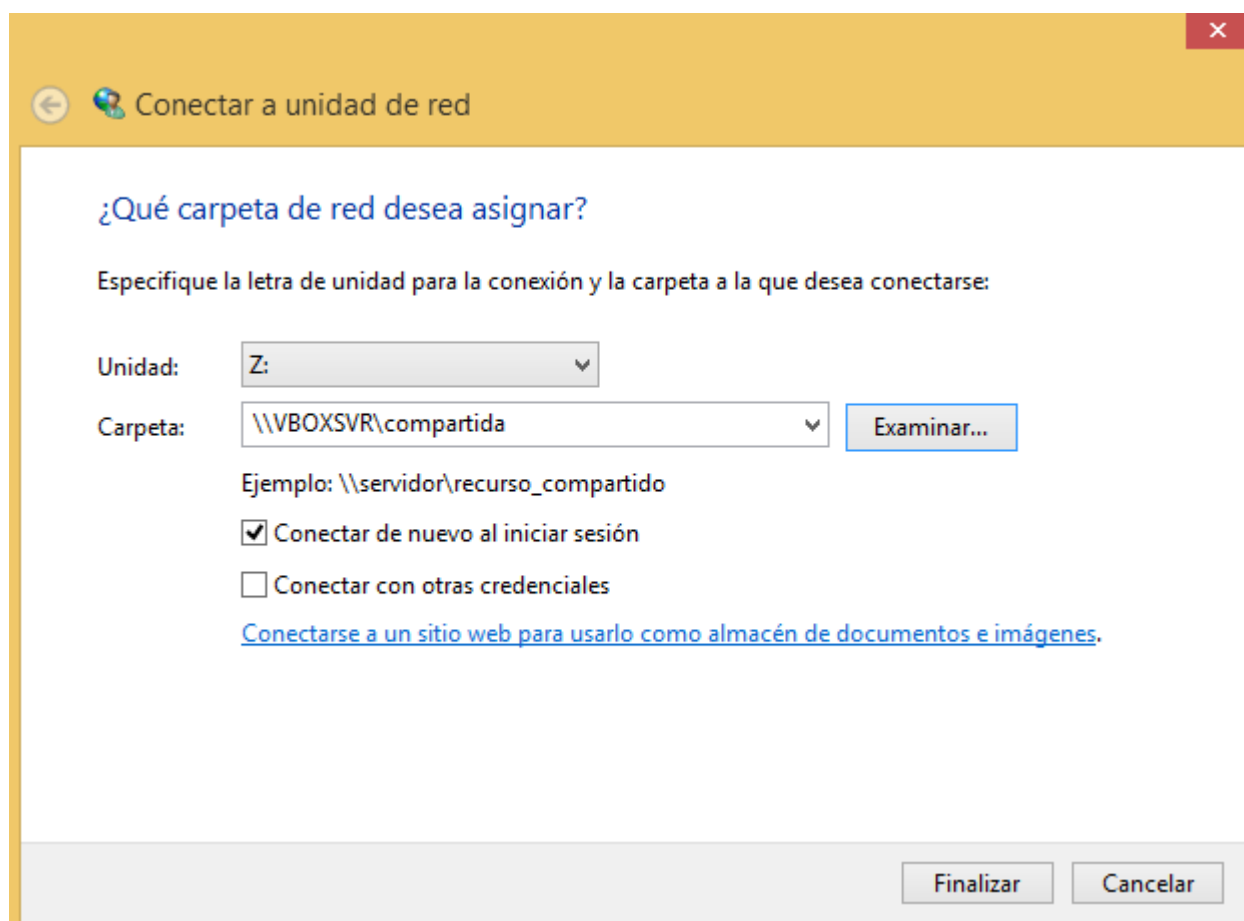 Conectar a unidad de red
¿Qué carpeta de red desea asignar?
Especifique la letra de unidad para la conexión y la carpeta a la que desea conectarse:
Unidad: Z:
Carpeta: \\VBOXSVR\compartida Examinar...
Ejemplo: \\servidor\recurso_compartido
Conectar de nuevo al iniciar sesión
Conectar con otras credenciales
Conectarse a un sitio web para usarlo como almacén de documentos e imágenes.
Finalizar Cancelar